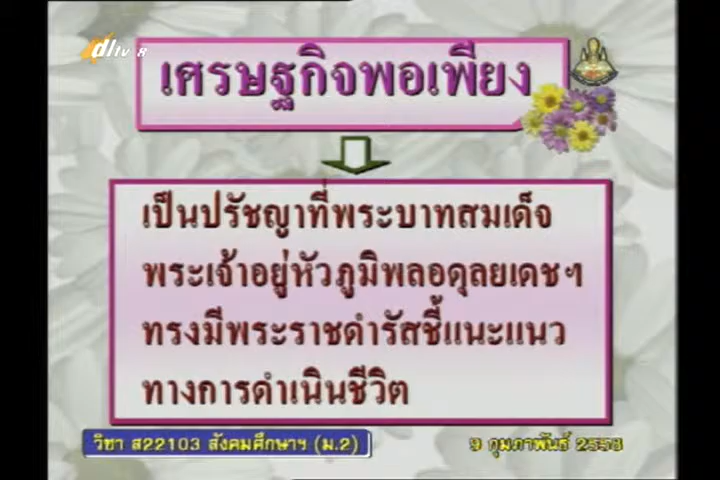 dltv 8
เศรษฐกิจพอเพียง
เป็นปรัชญาที่พระบาทสมเด็จ
พระเจ้าอยู่หัวภูมิพลอดุลยเดชฯ
ทรงมีพระราชดำรัสชี้แนะแนว
ทางการดำเนินชีวิต
วิชา ส22103 สังคมศึกษาฯ (ม.2)
9 กุมภาพันธ์ 2553